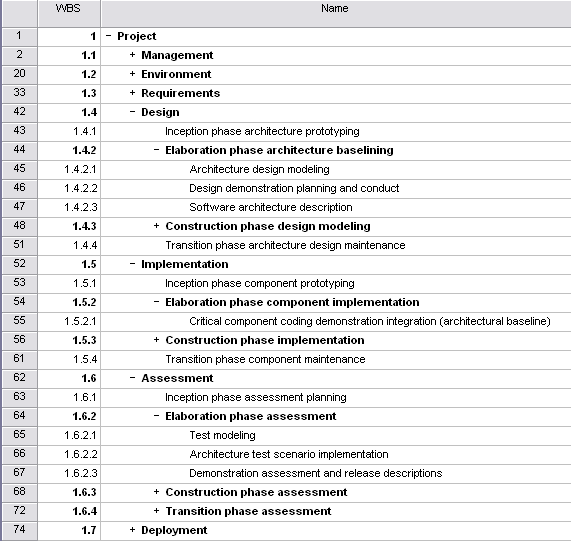 WBS Name
1 1 − Project
2 1.1 + Management
20 1.2 + Environment
33 1.3 + Requirements
42 1.4 − Design
43 1.4.1 Inception phase architecture prototyping
44 1.4.2 − Elaboration phase architecture baselining
45 1.4.2.1 Architecture design modeling
46 1.4.2.2 Design demonstration planning and conduct
47 1.4.2.3 Software architecture description
48 1.4.3 + Construction phase design modeling
51 1.4.4 Transition phase architecture design maintenance
52 1.5 − Implementation
53 1.5.1 Inception phase component prototyping
54 1.5.2 − Elaboration phase component implementation
55 1.5.2.1 Critical component coding demonstration integration (architectural baseline)
56 1.5.3 + Construction phase implementation
61 1.5.4 Transition phase component maintenance
62 1.6 − Assessment
63 1.6.1 Inception phase assessment planning
64 1.6.2 − Elaboration phase assessment
65 1.6.2.1 Test modeling
66 1.6.2.2 Architecture test scenario implementation
67 1.6.2.3 Demonstration assessment and release descriptions
68 1.6.3 + Construction phase assessment
72 1.6.4 + Transition phase assessment
74 1.7 + Deployment